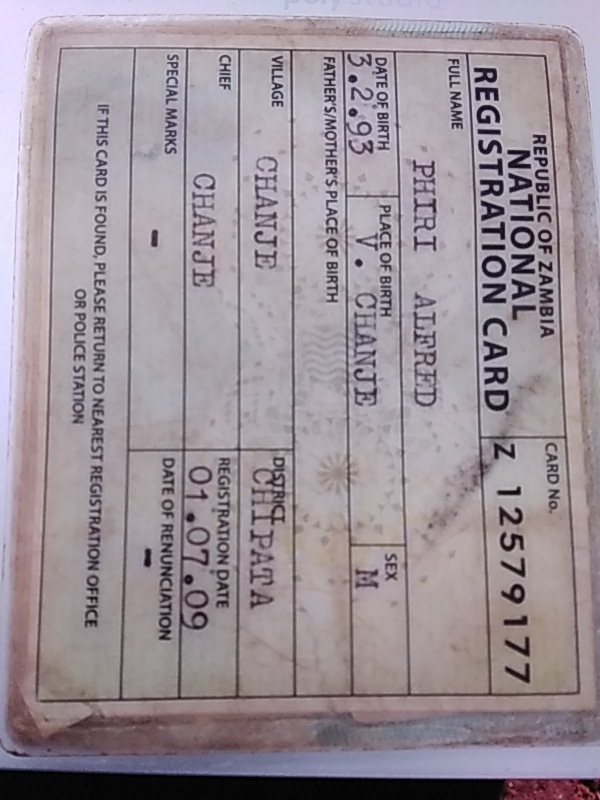 REPUBLIC OF ZAMBIA
NATIONAL
REGISTRATION CARD
CARD No.
Z 12579177
FULL NAME
PHIRI ALFRED
DATE OF BIRTH
3.2.93
PLACE OF BIRTH
V. CHANJE
SEX
M
FATHER'S/MOTHER'S PLACE OF BIRTH
VILLAGE
CHANJE
DISTRICT
CHIPATA
CHIEF
CHANJE
REGISTRATION DATE
01.07.09
SPECIAL MARKS
-
DATE OF RENUNCIATION
-
IF THIS CARD IS FOUND, PLEASE RETURN TO NEAREST REGISTRATION OFFICE
OR POLICE STATION